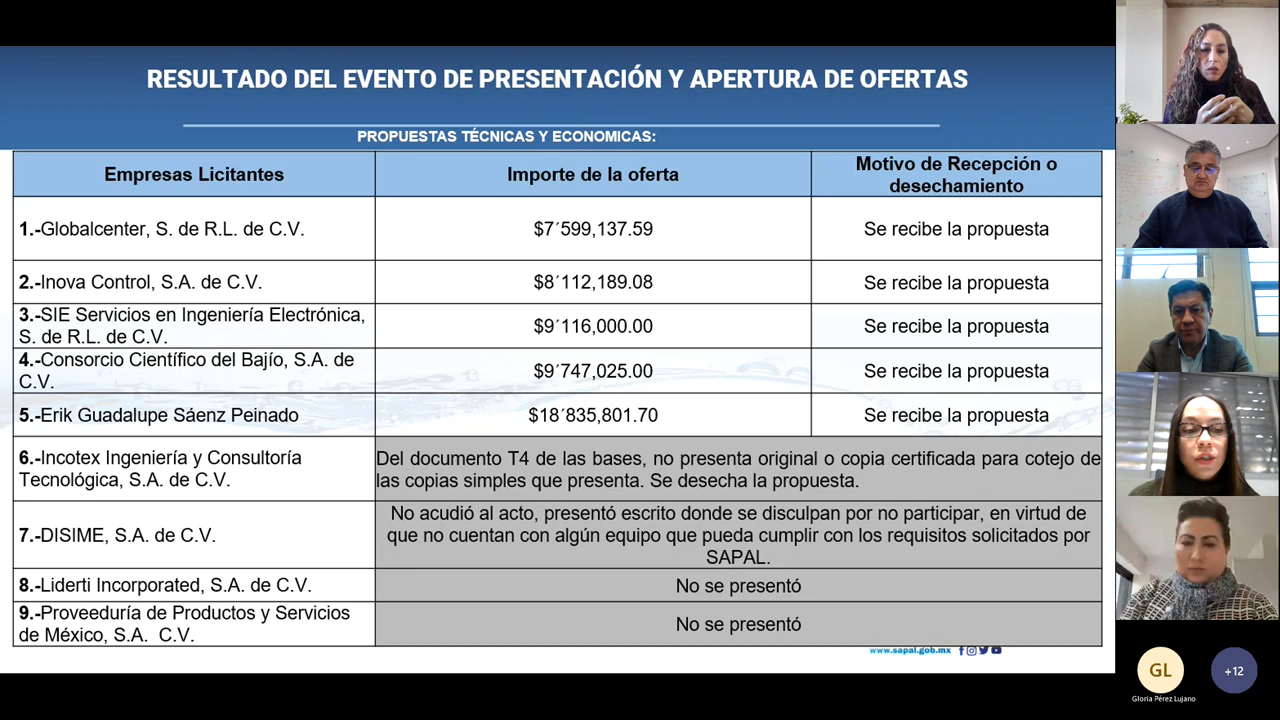 RESULTADO DEL EVENTO DE PRESENTACIÓN Y APERTURA DE OFERTAS
PROPUESTAS TÉCNICAS Y ECONOMICAS:
Empresas Licitantes
Importe de la oferta
Motivo de Recepción o
desechamiento
1.-Globalcenter, S. de R.L. de C.V.
$7´599,137.59
Se recibe la propuesta
2.-Inova Control, S.A. de C.V.
$8´112,189.08
Se recibe la propuesta
3.-SIE Servicios en Ingeniería Electrónica,
S. de R.L. de C.V.
$9´116,000.00
Se recibe la propuesta
4.-Consorcio Científico del Bajío, S.A. de
C.V.
$9´747,025.00
Se recibe la propuesta
5.-Erik Guadalupe Sáenz Peinado
$18´835,801.70
Se recibe la propuesta
6.-Incotex Ingeniería y Consultoría
Tecnológica, S.A. de C.V.
Del documento T4 de las bases, no presenta original o copia certificada para cotejo de
las copias simples que presenta. Se desecha la propuesta.
7.-DISIME, S.A. de C.V.
No acudió al acto, presentó escrito donde se disculpan por no participar, en virtud de
que no cuentan con algún equipo que pueda cumplir con los requisitos solicitados por
SAPAL.
8.-Liderti Incorporated, S.A. de C.V.
No se presentó
9.-Proveeduría de Productos y Servicios
de México, S.A. C.V.
No se presentó
www.sapal.gob.mx
GL
+12
Gloria Pérez Lujano